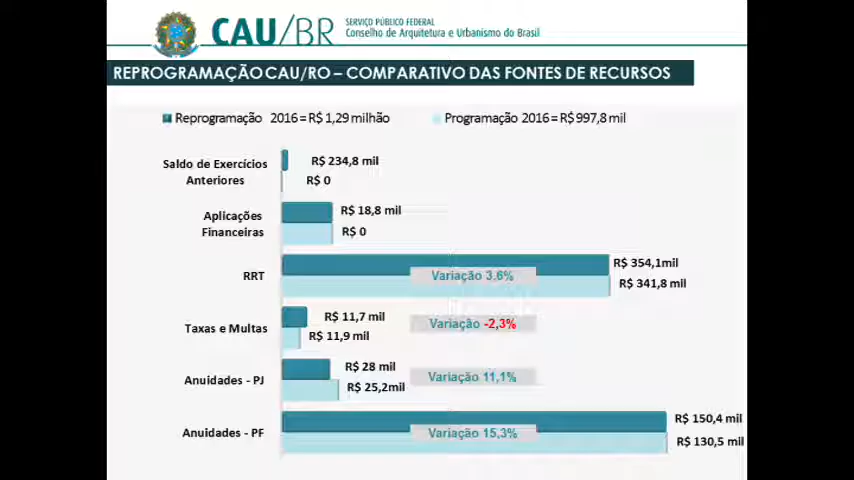 CAU/BR
SERVIÇO PÚBLICO FEDERAL
Conselho de Arquitetura e Urbanismo do Brasil
REPROGRAMAÇÃO CAU/RO – COMPARATIVO DAS FONTES DE RECURSOS
Reprogramação 2016 = R$ 1,29 milhão
Programação 2016 = R$ 997,8 mil
Saldo de Exercícios
Anteriores
R$ 234,8 mil
R$ 0
Aplicações
Financeiras
R$ 18,8 mil
R$ 0
RRT
Variação 3,6%
R$ 354,1mil
R$ 341,8 mil
Taxas e Multas
R$ 11,7 mil
R$ 11,9 mil
Variação -2,3%
Anuidades - PJ
R$ 28 mil
R$ 25,2mil
Variação 11,1%
Anuidades - PF
Variação 15,3%
R$ 150,4 mil
R$ 130,5 mil